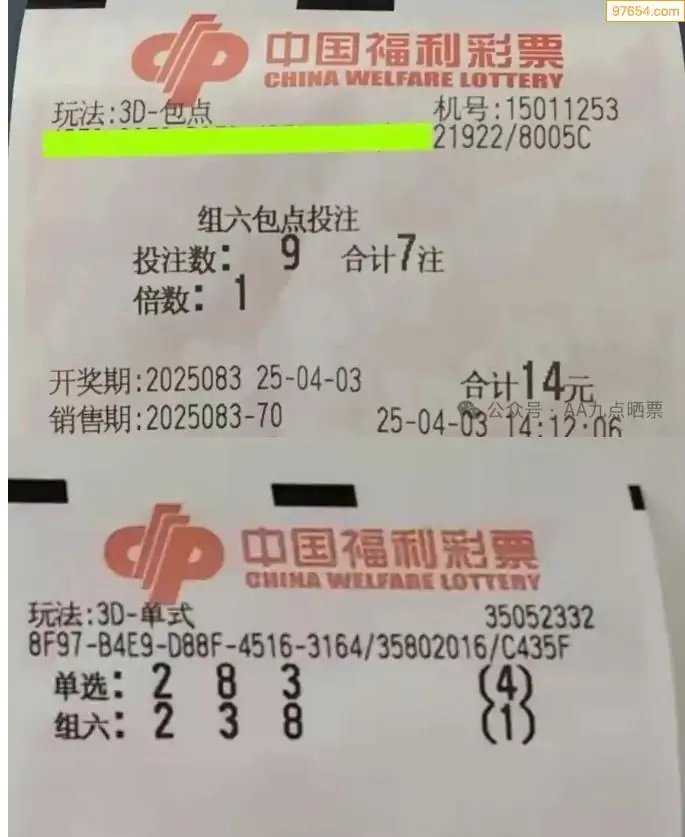 97654.com
中国福利彩票
CHINA WELFARE LOTTERY
玩法:3D-包点 机号:15011253
21922/8005C
组六包点投注
投注数: 9 合计7注
倍数: 1
开奖期:2025083 25-04-03 合计14元
公众号:AA九点晒票
销售期:2025083-70 25-04-03 14:12:06
中国福利彩票
CHINA WELFARE LOTTERY
玩法:3D-单式 35052332
8F97-B4E9-D88F-4516-3164/35802016/C435F
单选: 2 8 3 (4)
组六: 2 3 8 (1)